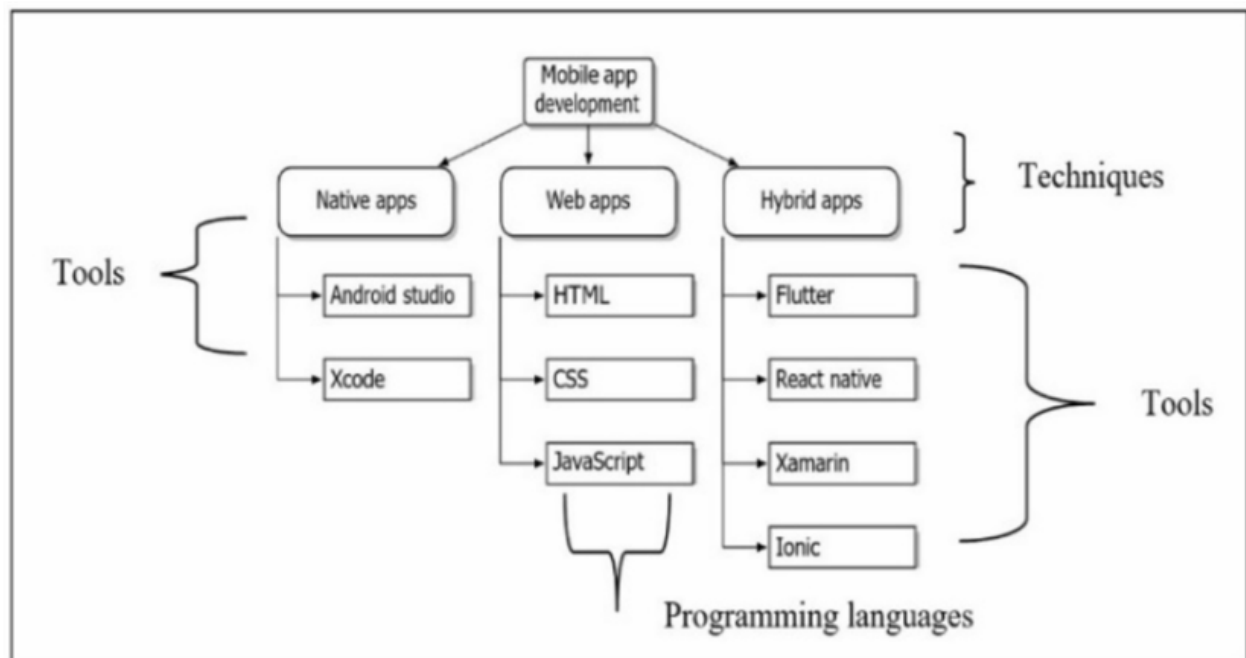 Mobile app
development
Techniques
Native apps
Web apps
Hybrid apps
Tools
Android studio
HTML
Flutter
Xcode
CSS
React native
Tools
JavaScript
Xamarin
Ionic
Programming languages